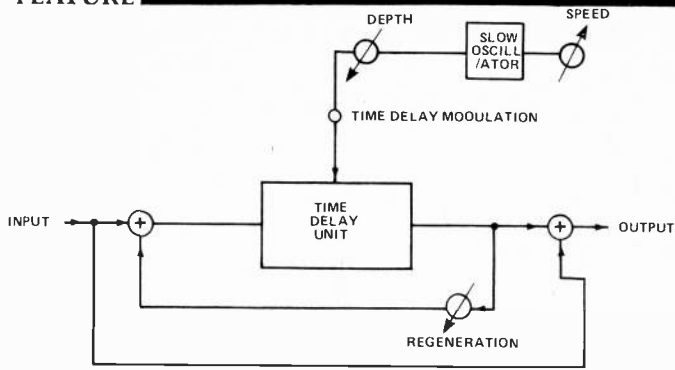 FEATURE
DEPTH
SPEED
SLOW
OSCILL
/ATOR
TIME DELAY MODULATION
TIME
DELAY
UNIT
INPUT
+
+
OUTPUT
REGENERATION